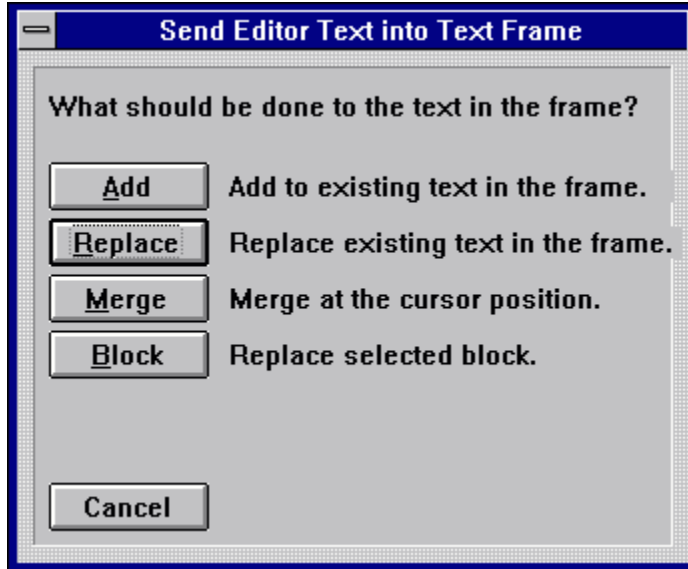 Send Editor Text into Text Frame
What should be done to the text in the frame?
Add Add to existing text in the frame.
Replace Replace existing text in the frame.
Merge Merge at the cursor position.
Block Replace selected block.
Cancel